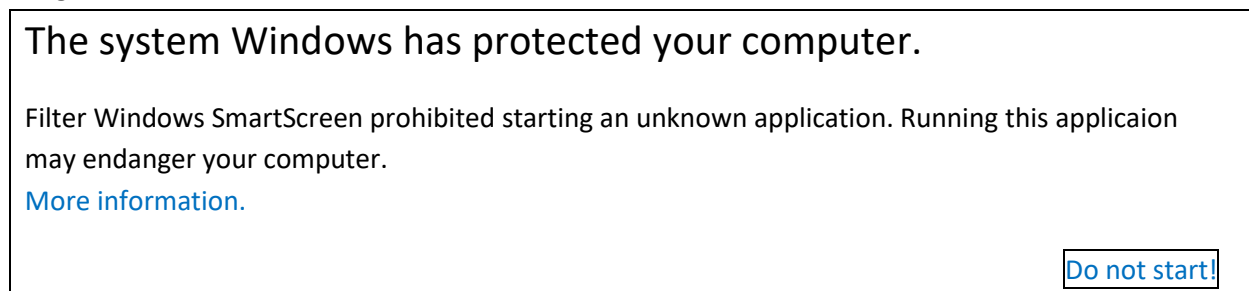 The system Windows has protected your computer.
Filter Windows SmartScreen prohibited starting an unknown application. Running this applicaion
may endanger your computer.
More information.
Do not start!